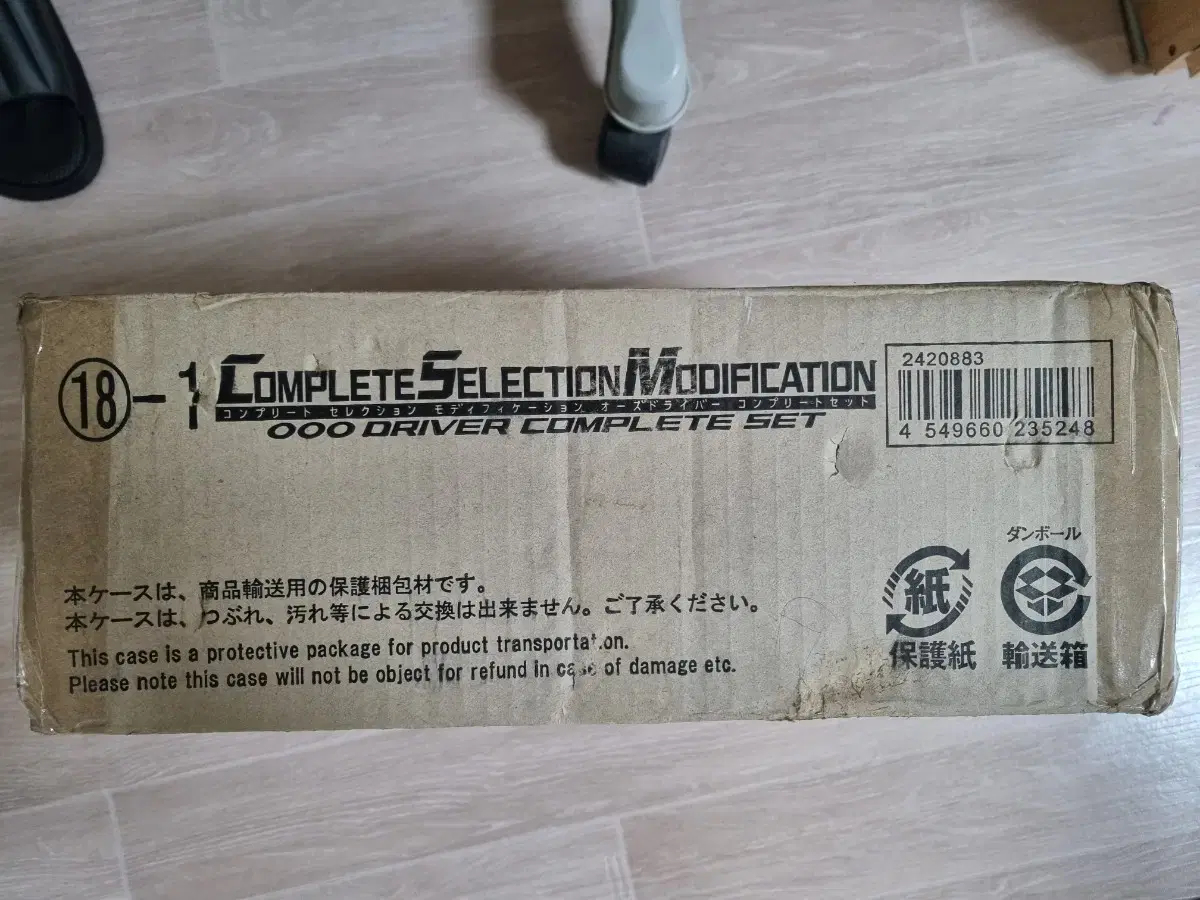 ⑱-1 COMPLETE SELECTION MODIFICATION
コンプリート セレクション モディフィケーション オーズドライバー コンプリートセット
OOO DRIVER COMPLETE SET
2420883
4 549660 235248
本ケースは、商品輸送用の保護梱包材です。
本ケースは、つぶれ、汚れ等による交換は出来ません。ご了承ください。
This case is a protective package for product transportation.
Please note this case will not be object for refund in case of damage etc.
紙
保護紙
ダンボール
輸送箱